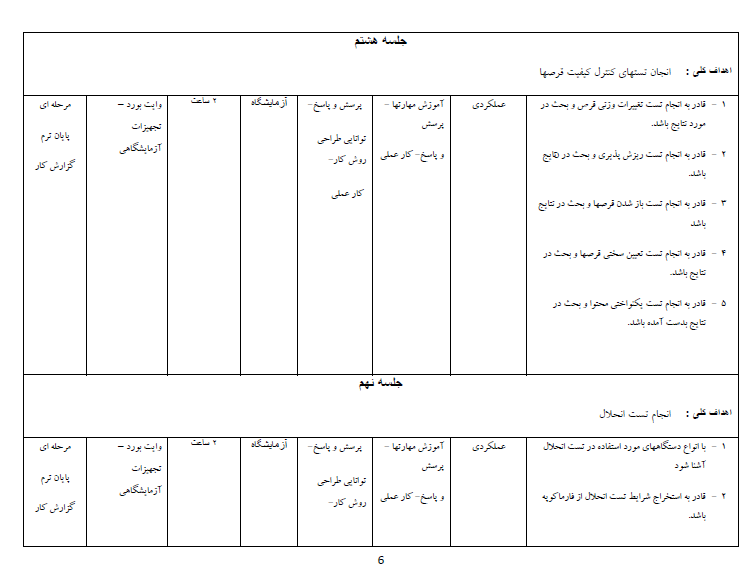 جلسه هشتم
اهداف کلی : انجان تستهای کنترل کیفیت قرصها
۱ - قادر به انجام تست تغییرات وزنی قرص و بحث در
مورد نتایج باشد.
۲ - قادر به انجام تست ریزش پذیری و بحث در نتایج
باشد.
۳ - قادر به انجام تست باز شدن قرصها و بحث در نتایج
باشد
۴ - قادر به انجام تست تعیین سختی قرصها و بحث در
نتایج باشد.
۵ - قادر به انجام تست یکنواختی محتوا و بحث در
نتایج بدست آمده باشد.
عملکردی
آموزش مهارتها -
پرسش
و پاسخ- کار عملی
پرسش و پاسخ-
توانایی طراحی
روش کار-
کار عملی
آزمایشگاه
۲ ساعت
وایت بورد –
تجهیزات
آزمایشگاهی
مرحله ای
پایان ترم
گزارش کار
جلسه نهم
اهداف کلی : انجام تست انحلال
۱ - با انواع دستگاههای مورد استفاده در تست انحلال
آشنا شود
۲ - قادر به استخراج شرایط تست انحلال از فارماکوپه
باشد.
عملکردی
آموزش مهارتها -
پرسش
و پاسخ- کار عملی
پرسش و پاسخ-
توانایی طراحی
روش کار-
آزمایشگاه
۲ ساعت
وایت بورد –
تجهیزات
آزمایشگاهی
مرحله ای
پایان ترم
گزارش کار
6